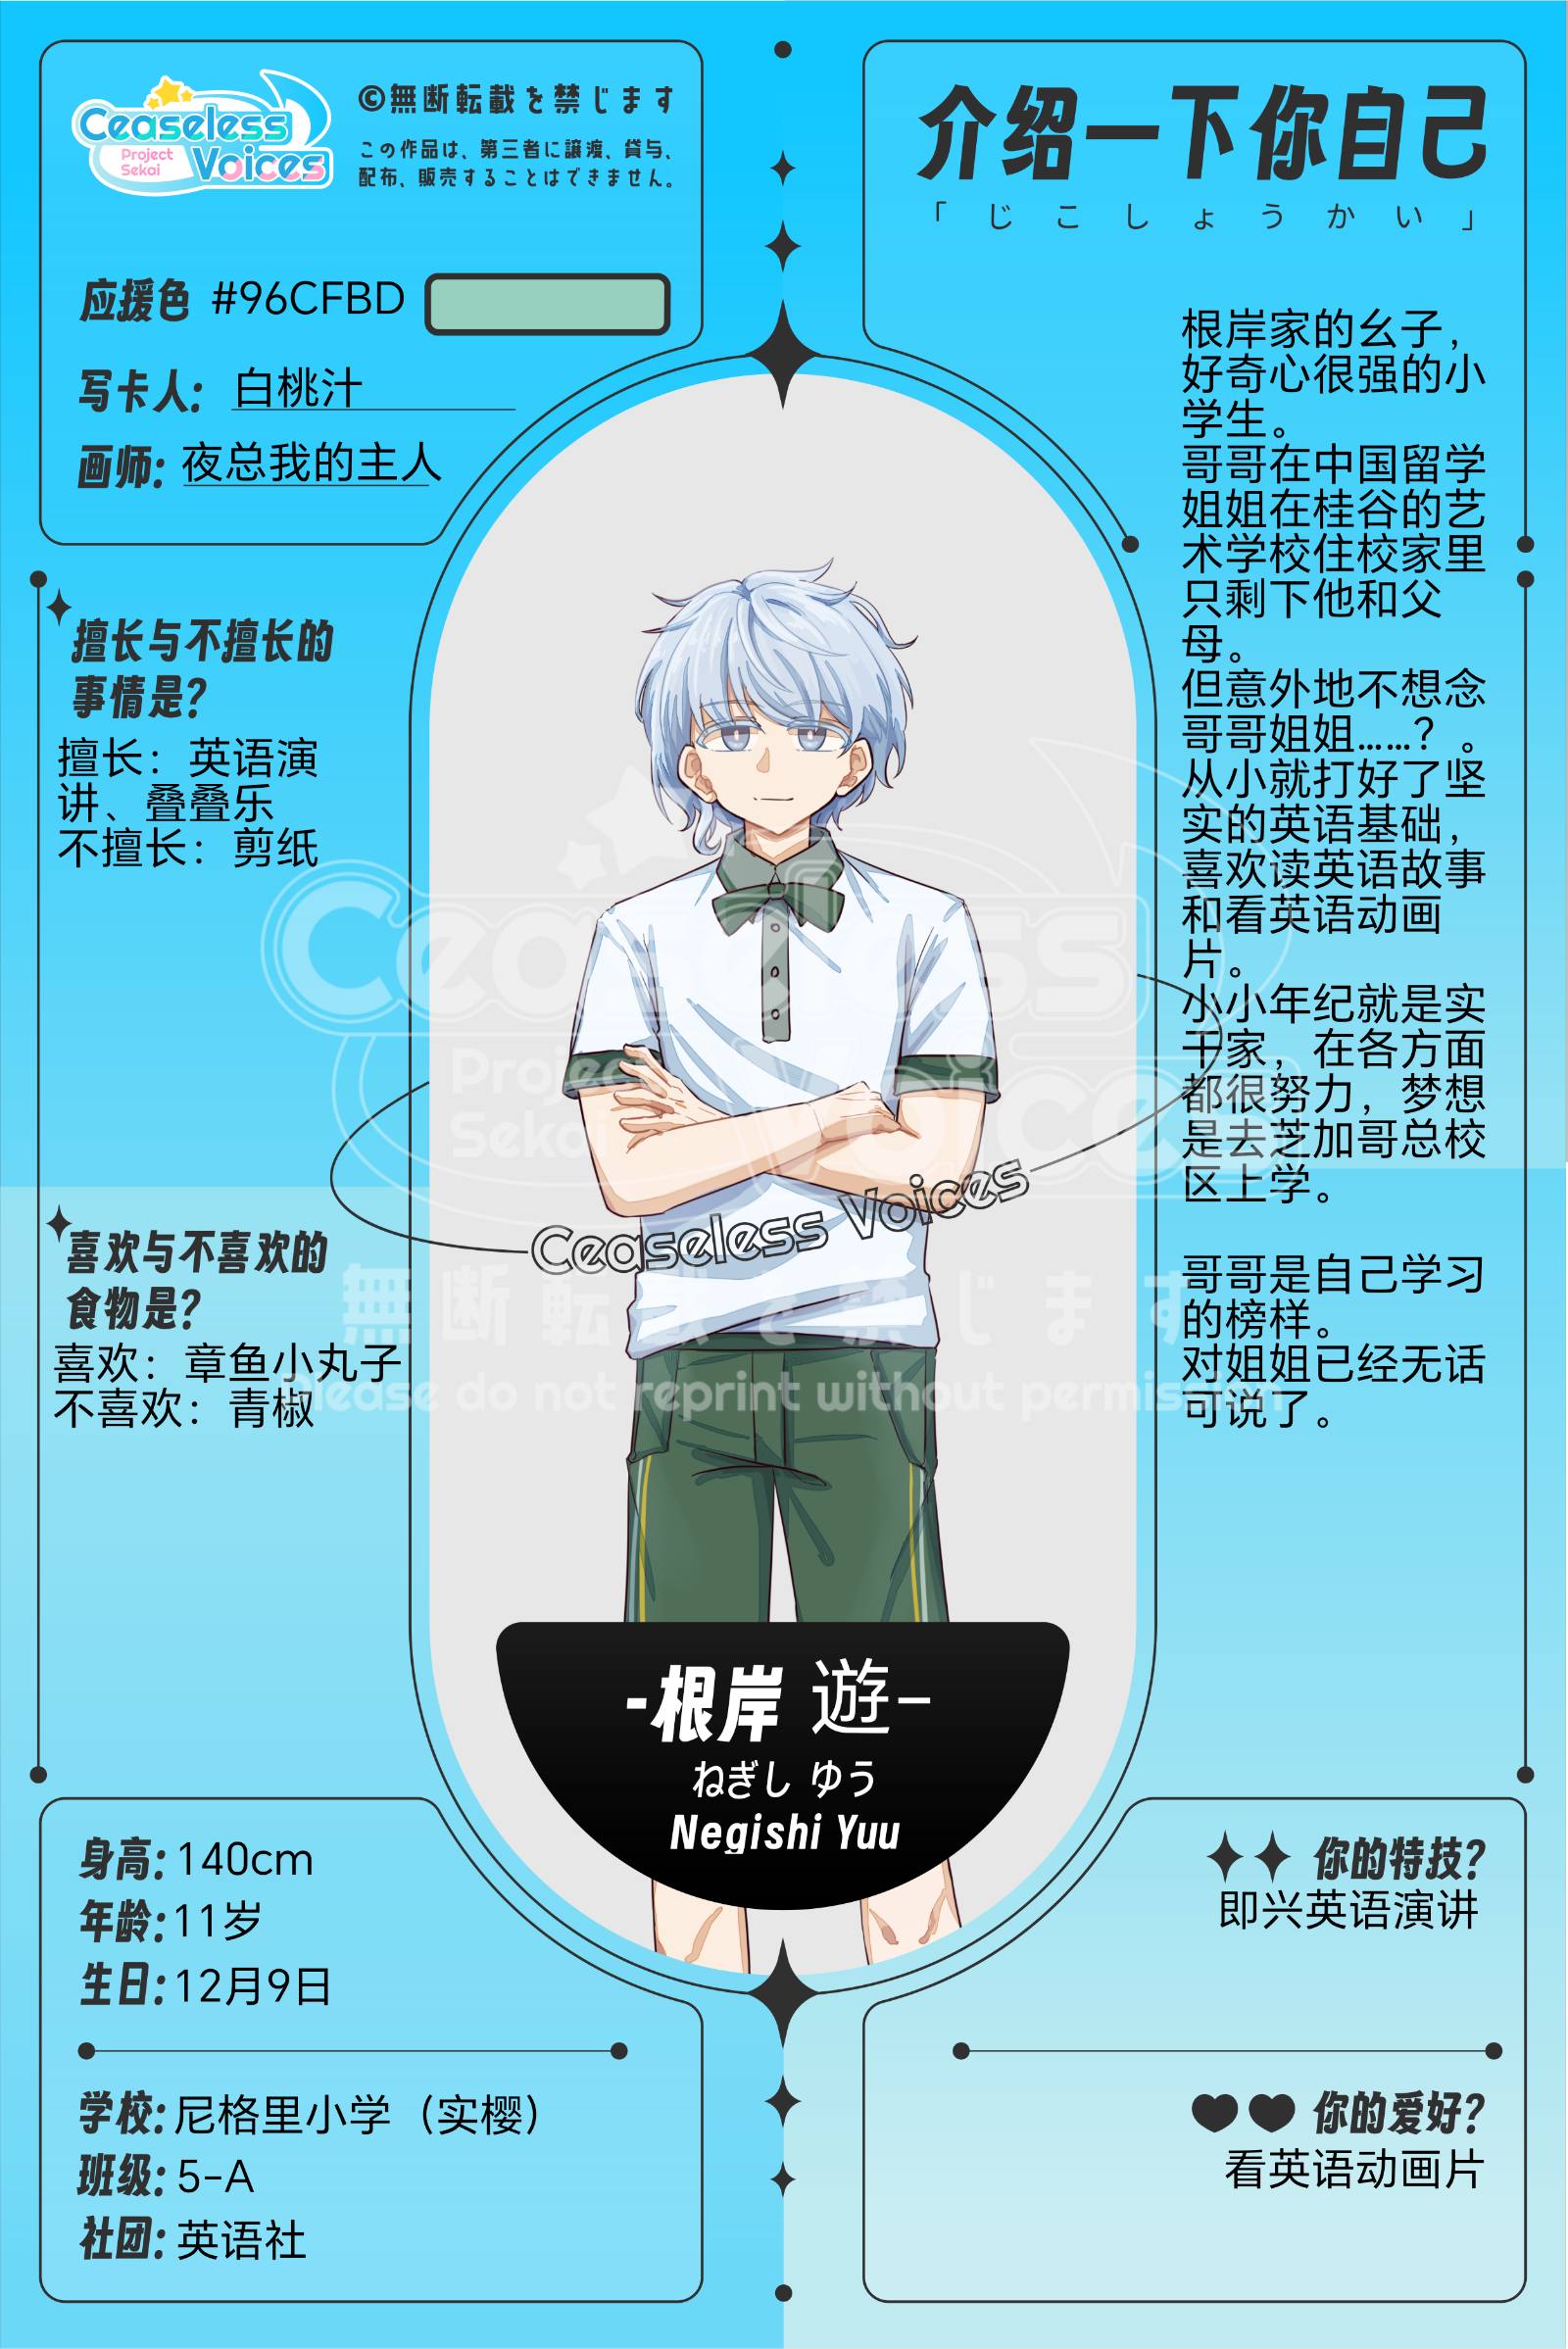 Ceaseless
Project
Sekai
Voices
©無断転載を禁じます
この作品は、第三者に譲渡、貸与、
配布、販売することはできません。
应援色 #96CFBD
写卡人: 白桃汁
画师: 夜总我的主人
介绍一下你自己
「じこしょうかい」
根岸家的幺子，
好奇心很强的小
学生。
哥哥在中国留学
姐姐在桂谷的艺
术学校住校家里
只剩下他和父
母。
但意外地不想念
哥哥姐姐……？。
从小就打好了坚
实的英语基础，
喜欢读英语故事
和看英语动画
片。
小小年纪就是实
干家，在各方面
都很努力，梦想
是去芝加哥总校
区上学。
哥哥是自己学习
的榜样。
对姐姐已经无话
可说了。
擅长与不擅长的
事情是?
擅长：英语演
讲、叠叠乐
不擅长：剪纸
喜欢与不喜欢的
食物是?
喜欢：章鱼小丸子
不喜欢：青椒
Ceaseless
Project
Sekai
Voices
Ceaseless Voices
無断転載を禁じます
Please do not reprint without permission
-根岸 遊-
ねぎし ゆう
Negishi Yuu
身高: 140cm
年龄: 11岁
生日: 12月9日
学校: 尼格里小学（实樱）
班级: 5-A
社团: 英语社
你的特技?
即兴英语演讲
你的爱好?
看英语动画片